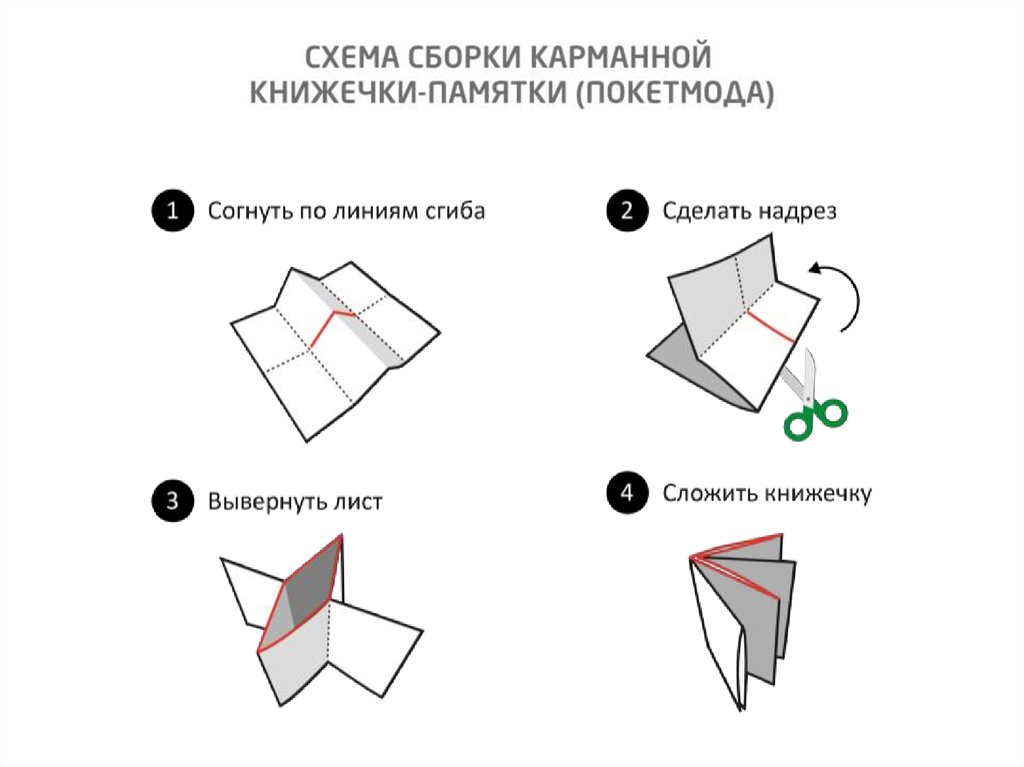 СХЕМА СБОРКИ КАРМАННОЙ
КНИЖЕЧКИ-ПАМЯТКИ (ПОКЕТМОДА)
1 Согнуть по линиям сгиба
2 Сделать надрез
3 Вывернуть лист
4 Сложить книжечку